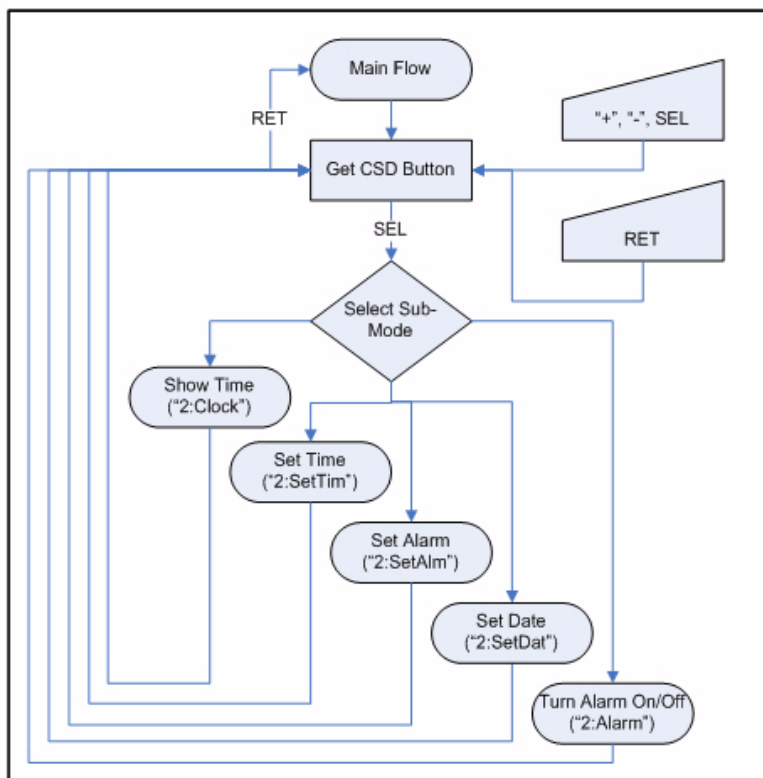 Main Flow
RET
“+”, “-”, SEL
Get CSD Button
RET
SEL
Select Sub-
Mode
Show Time
(“2:Clock”)
Set Time
(“2:SetTim”)
Set Alarm
(“2:SetAlm”)
Set Date
(“2:SetDat”)
Turn Alarm On/Off
(“2:Alarm”)